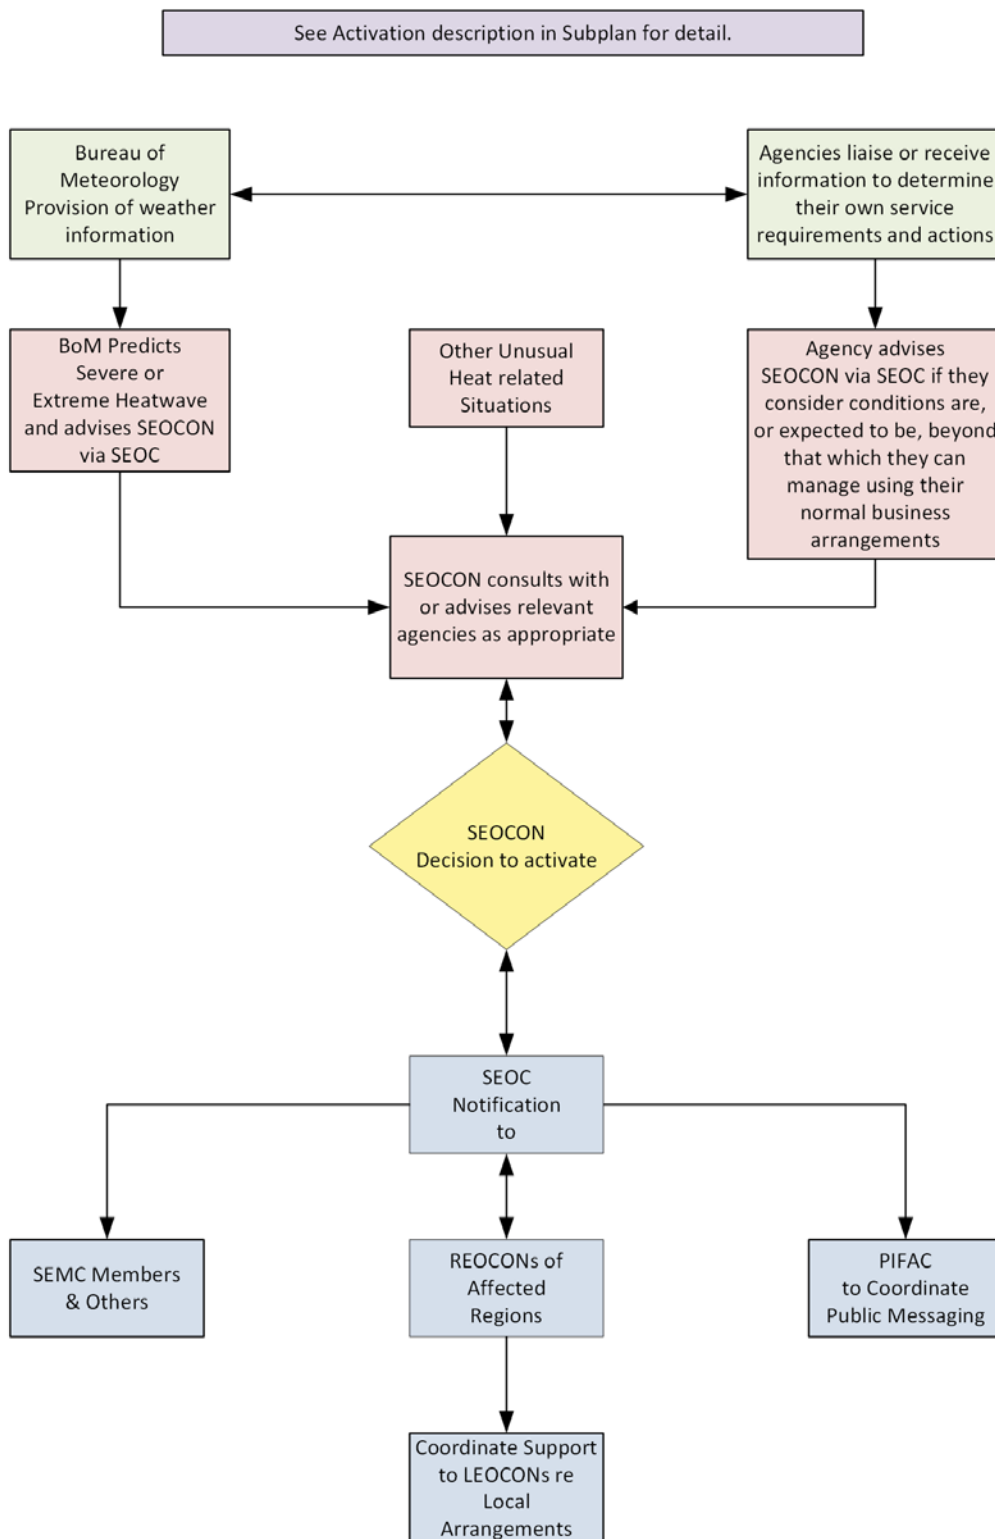 See Activation description in Subplan for detail.
Bureau of
Meteorology
Provision of weather
information
Agencies liaise or receive
information to determine
their own service
requirements and actions
BoM Predicts
Severe or
Extreme Heatwave
and advises SEOCON
via SEOC
Other Unusual
Heat related
Situations
Agency advises
SEOCON via SEOC if they
consider conditions are,
or expected to be, beyond
that which they can
manage using their
normal business
arrangements
SEOCON consults with
or advises relevant
agencies as appropriate
SEOCON
Decision to activate
SEOC
Notification
to
SEMC Members
& Others
REOCONs of
Affected
Regions
PIFAC
to Coordinate
Public Messaging
Coordinate Support
to LEOCONs re
Local
Arrangements